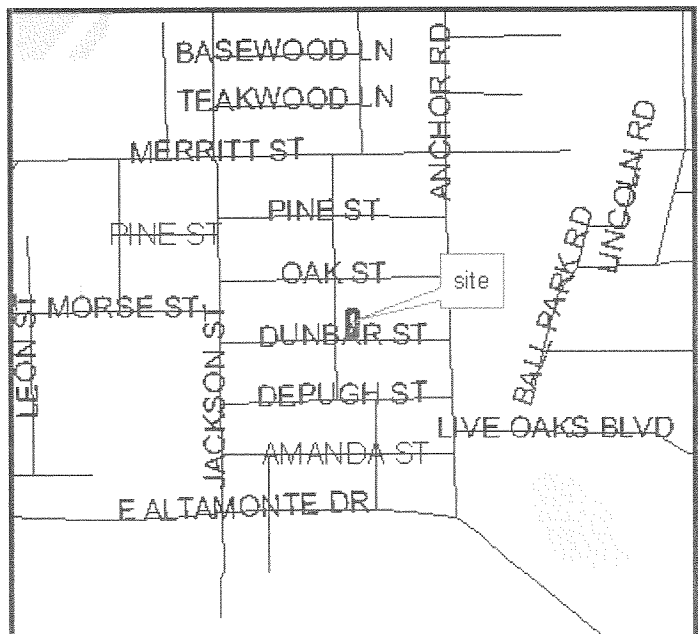 BASEWOOD LN
TEAKWOOD LN
ANCHOR RD
MERRITT ST
LINCOLN RD
PINE ST
PINE ST
BALL PARK RD
OAK ST
site
LEON ST
MORSE ST
JACKSON ST
DUNBAR ST
DEPUGH ST
LIVE OAKS BLVD
AMANDA ST
E ALTAMONTE DR